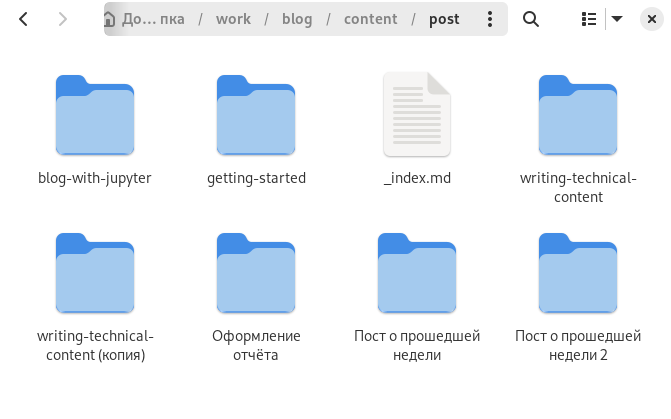 До… пка / work / blog / content / post
blog-with-jupyter
getting-started
_index.md
writing-technical-
content
writing-technical-
content (копия)
Оформление
отчёта
Пост о прошедшей
недели
Пост о прошедшей
недели 2